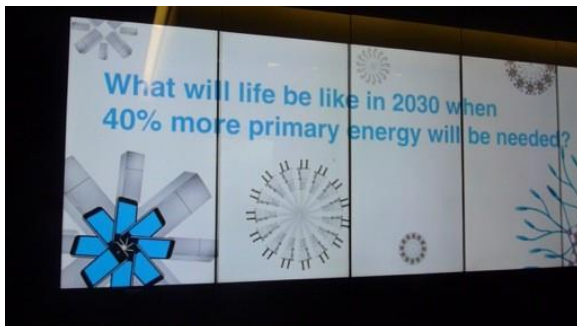 What will life be like in 2030 when
40% more primary energy will be needed?